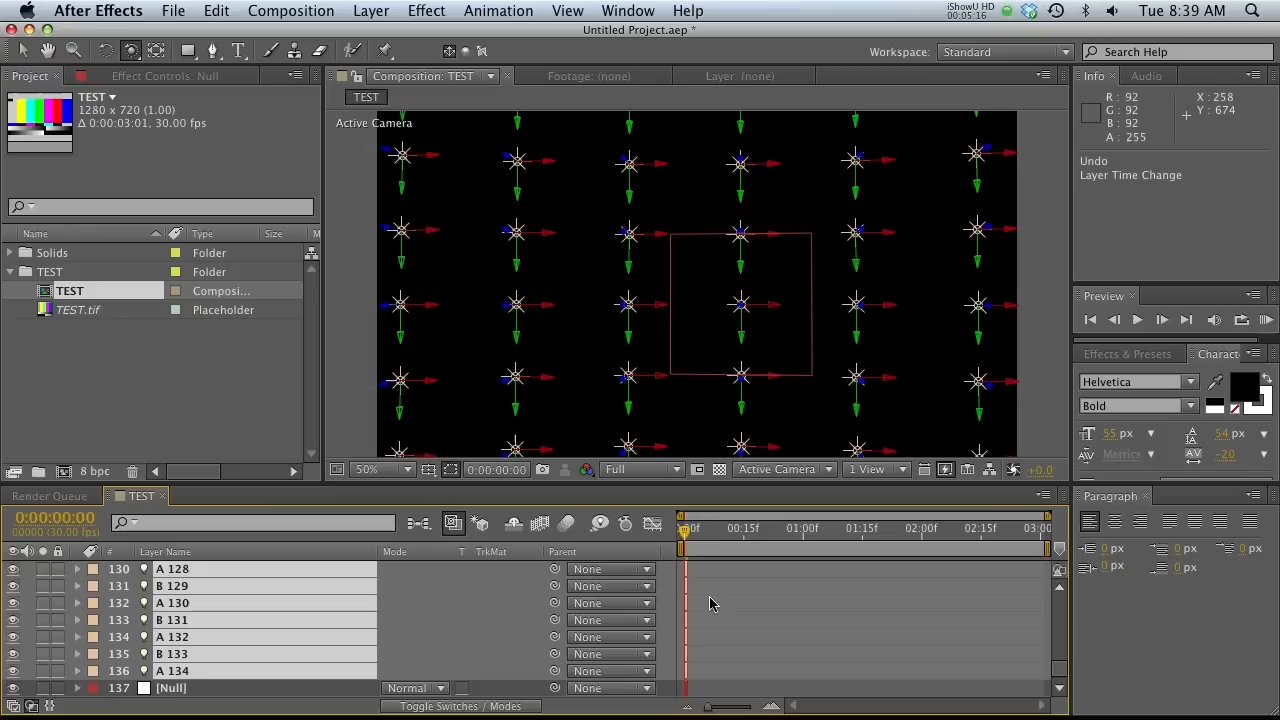 After Effects File Edit Composition Layer Effect Animation View Window Help iShowU HD 00:05:16 Tue 8:39 AM
Untitled Project.aep *
Workspace: Standard Search Help
Project Effect Controls: Null Composition: TEST Footage: (none) Layer: (none) Info Audio
TEST
1280 x 720 (1.00)
Δ 0:00:03:01, 30.00 fps
TEST
Active Camera
R : 92 X : 258
G : 92 Y : 674
B : 92
A : 255
Undo
Layer Time Change
Name Type Size M
Solids Folder
TEST Folder
TEST Composi...
TEST.tif Placeholder
Preview
Effects & Presets Charact
Helvetica
Bold
T 55 px A 54 px
AV Metrics AV -20
8 bpc
50% 0:00:00:00 Full Active Camera 1 View +0.0
Render Queue TEST
Paragraph
0:00:00:00
00000 (30.00 fps)
00f 00:15f 01:00f 01:15f 02:00f 02:15f 03:00
0 px 0 px 0 px
0 px 0 px
# Layer Name Mode T TrkMat Parent
130 A 128 None
131 B 129 None
132 A 130 None
133 B 131 None
134 A 132 None
135 B 133 None
136 A 134 None
137 [Null] Normal None
Toggle Switches / Modes